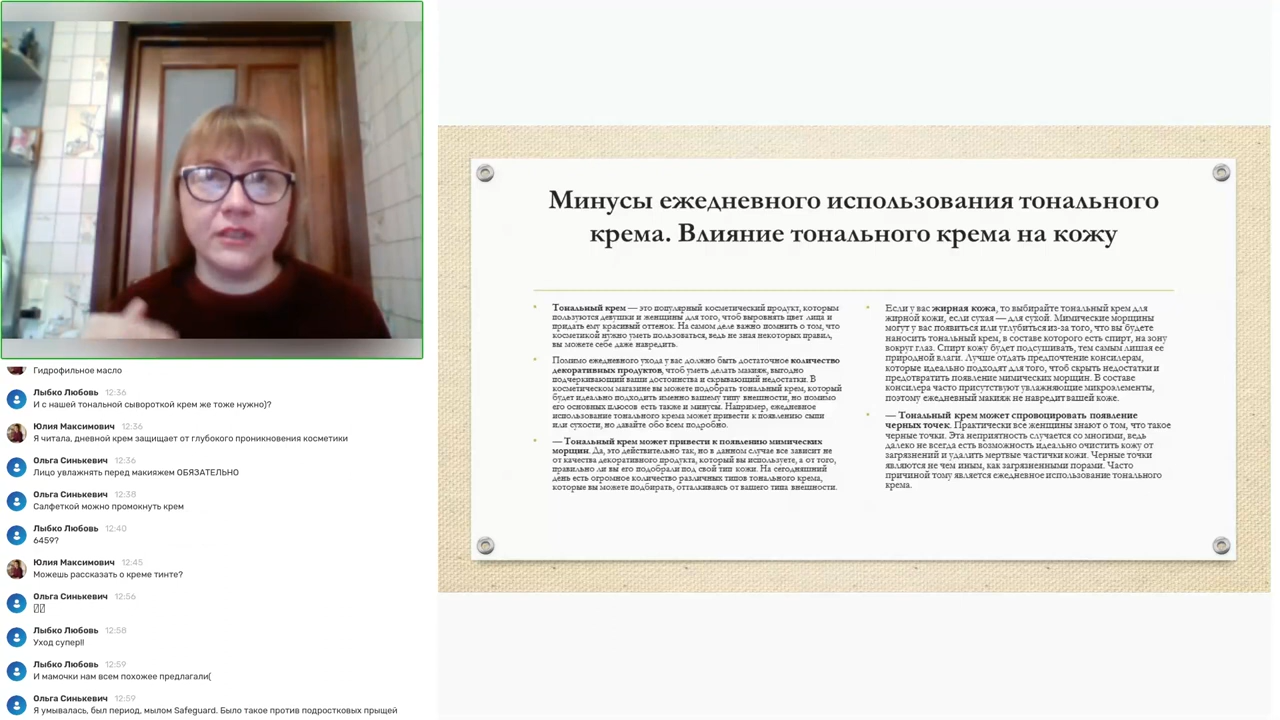 Гидрофильное масло
Лыбко Любовь 12:36
И с нашей тональной сывороткой крем же тоже нужно)?
Юлия Максимович 12:36
Я читала, дневной крем защищает от глубокого проникновения косметики
Ольга Синькевич 12:36
Лицо увлажнять перед макияжем ОБЯЗАТЕЛЬНО
Ольга Синькевич 12:38
Салфеткой можно промокнуть крем
Лыбко Любовь 12:40
6459?
Юлия Максимович 12:45
Можешь рассказать о креме тинте?
Ольга Синькевич 12:56
Лыбко Любовь 12:58
Уход супер!!
Лыбко Любовь 12:59
И мамочки нам всем похожее предлагали(
Ольга Синькевич 12:59
Я умывалась, был период, мылом Safeguard. Было такое против подростковых прыщей
Минусы ежедневного использования тонального
крема. Влияние тонального крема на кожу
Тональный крем — это популярный косметический продукт, которым
пользуются девушки и женщины для того, чтоб выровнять цвет лица и
придать ему красивый оттенок. На самом деле важно помнить о том, что
косметикой нужно уметь пользоваться, ведь не зная некоторых правил,
вы можете себе даже навредить.
Помимо ежедневного ухода у вас должно быть достаточное количество
декоративных продуктов, чтоб уметь делать макияж, выгодно
подчеркивающий ваши достоинства и скрывающий недостатки. В
косметическом магазине вы можете подобрать тональный крем, который
будет идеально подходить именно вашему типу внешности, но помимо
его основных плюсов есть также и минусы. Например, ежедневное
использование тонального крема может привести к появлению сыпи
или сухости, но давайте обо всем подробно.
— Тональный крем может привести к появлению мимических
морщин. Да, это действительно так, но в данном случае все зависит не
от качества декоративного продукта, который вы используете, а от того,
правильно ли вы его подобрали под свой тип кожи. На сегодняшний
день есть огромное количество различных типов тонального крема,
которые вы можете подбирать, отталкиваясь от вашего типа внешности.
Если у вас жирная кожа, то выбирайте тональный крем для
жирной кожи, если сухая — для сухой. Мимические морщины
могут у вас появиться или углубиться из-за того, что вы будете
наносить тональный крем, в составе которого есть спирт, на зону
вокруг глаз. Спирт кожу будет подсушивать, тем самым лишая ее
природной влаги. Лучше отдать предпочтение консилерам,
которые идеально подходят для того, чтоб скрыть недостатки и
предотвратить появление мимических морщин. В составе
консилера часто присутствуют увлажняющие микроэлементы,
поэтому ежедневный макияж не навредит вашей коже.
— Тональный крем может спровоцировать появление
черных точек. Практически все женщины знают о том, что такое
черные точки. Эта неприятность случается со многими, ведь
далеко не всегда есть возможность идеально очистить кожу от
загрязнений и удалить мертвые частички кожи. Черные точки
являются не чем иным, как загрязненными порами. Часто
причиной тому является ежедневное использование тонального
крема.